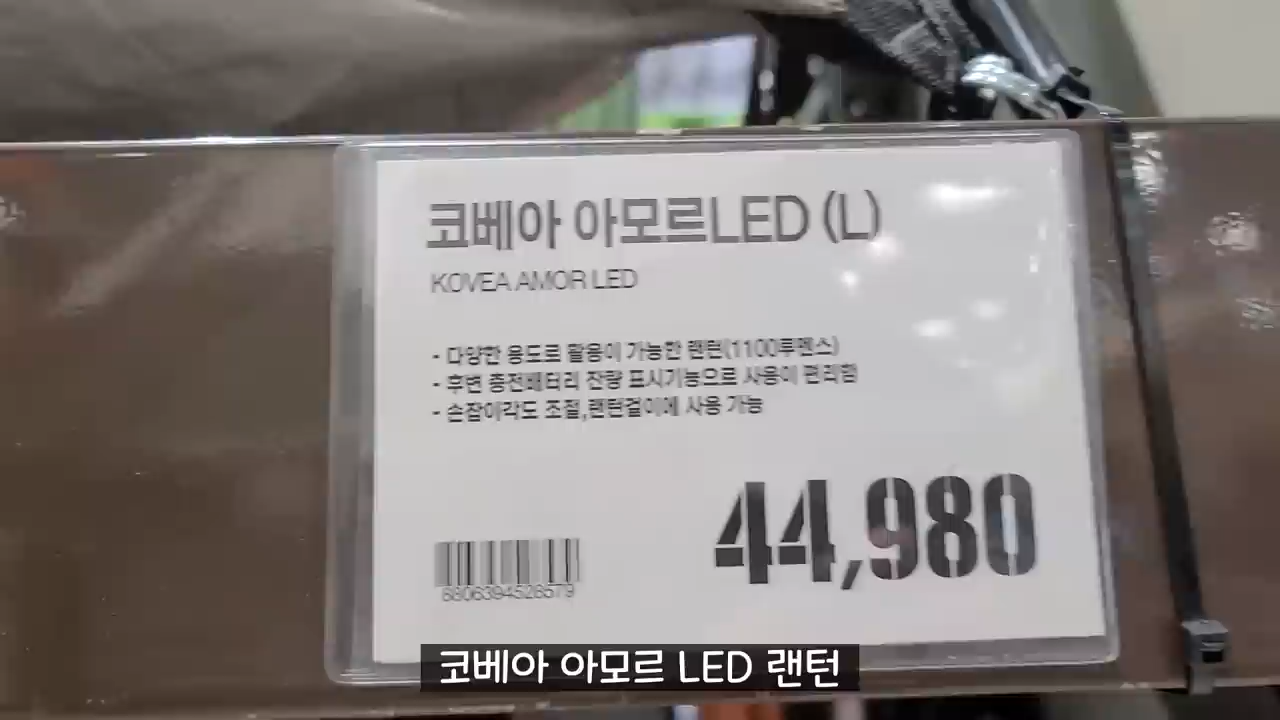 코베아 아모르LED (L)
KOVEA AMOR LED
- 다양한 용도로 활용이 가능한 랜턴(1100루멘스)
- 후면 충전배터리 잔량 표시기능으로 사용이 편리함
- 손잡이각도 조절,랜턴걸이에 사용 가능
44,980
8806394526579
코베아 아모르 LED 랜턴